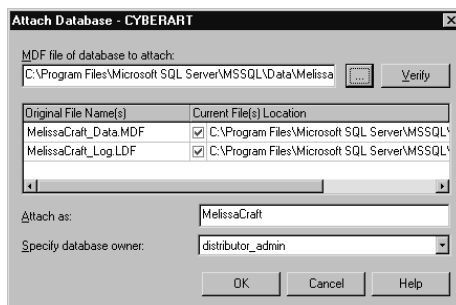 Attach Database - CYBERART
MDF file of database to attach:
C:\Program Files\Microsoft SQL Server\MSSQL\Data\Melissa
... Verify
Original File Name(s) Current File(s) Location
MelissaCraft_Data.MDF C:\Program Files\Microsoft SQL Server\MSSQL\
MelissaCraft_Log.LDF C:\Program Files\Microsoft SQL Server\MSSQL\
Attach as: MelissaCraft
Specify database owner: distributor_admin
OK Cancel Help